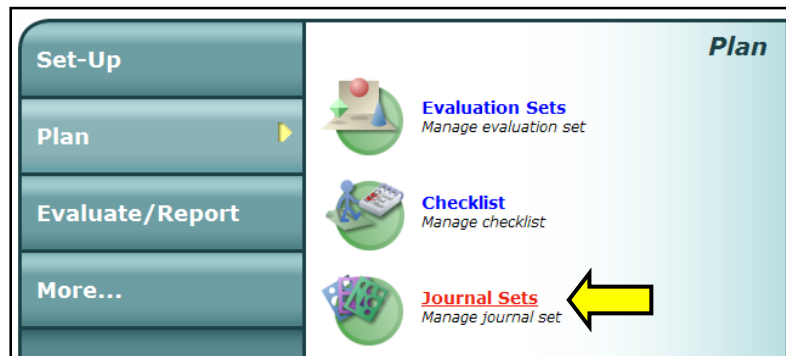 Set-Up
Plan
Evaluate/Report
More...
Plan
Evaluation Sets
Manage evaluation set
Checklist
Manage checklist
Journal Sets
Manage journal set